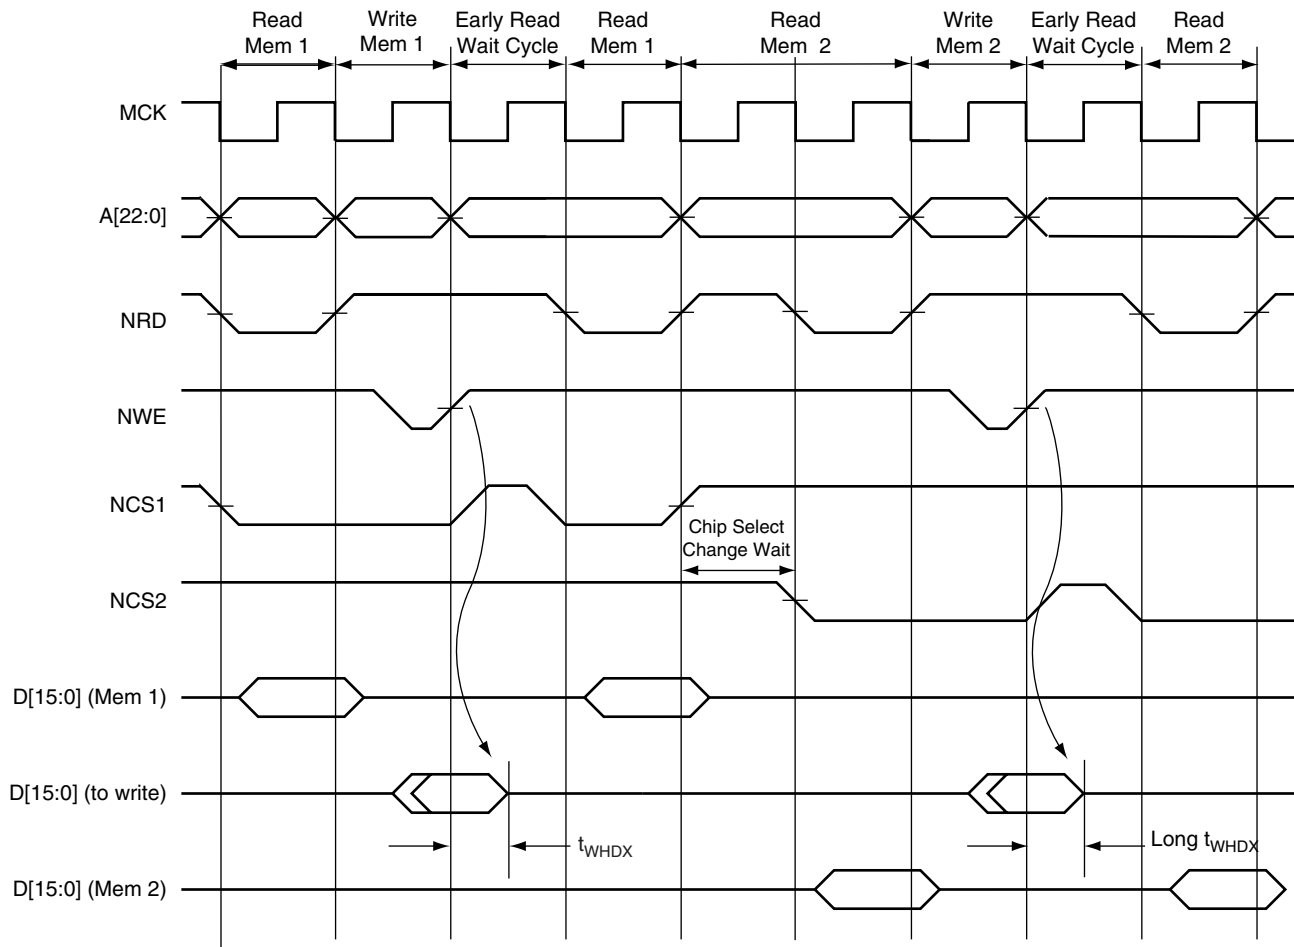 Read
Mem 1
Write
Mem 1
Early Read
Wait Cycle
Read
Mem 1
Read
Mem 2
Write
Mem 2
Early Read
Wait Cycle
Read
Mem 2
MCK
A[22:0]
NRD
NWE
NCS1
Chip Select
Change Wait
NCS2
D[15:0] (Mem 1)
D[15:0] (to write)
tWHDX
Long tWHDX
D[15:0] (Mem 2)